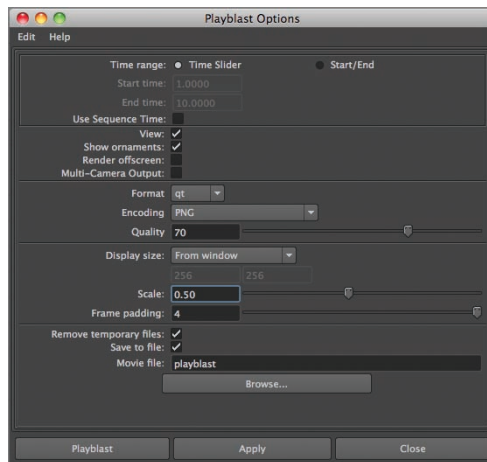 Playblast Options
Edit Help
Time range: Time Slider Start/End
Start time: 1.0000
End time: 10.0000
Use Sequence Time:
View:
Show ornaments:
Render offscreen:
Multi-Camera Output:
Format qt
Encoding PNG
Quality 70
Display size: From window
256 256
Scale: 0.50
Frame padding: 4
Remove temporary files:
Save to file:
Movie file: playblast
Browse...
Playblast Apply Close